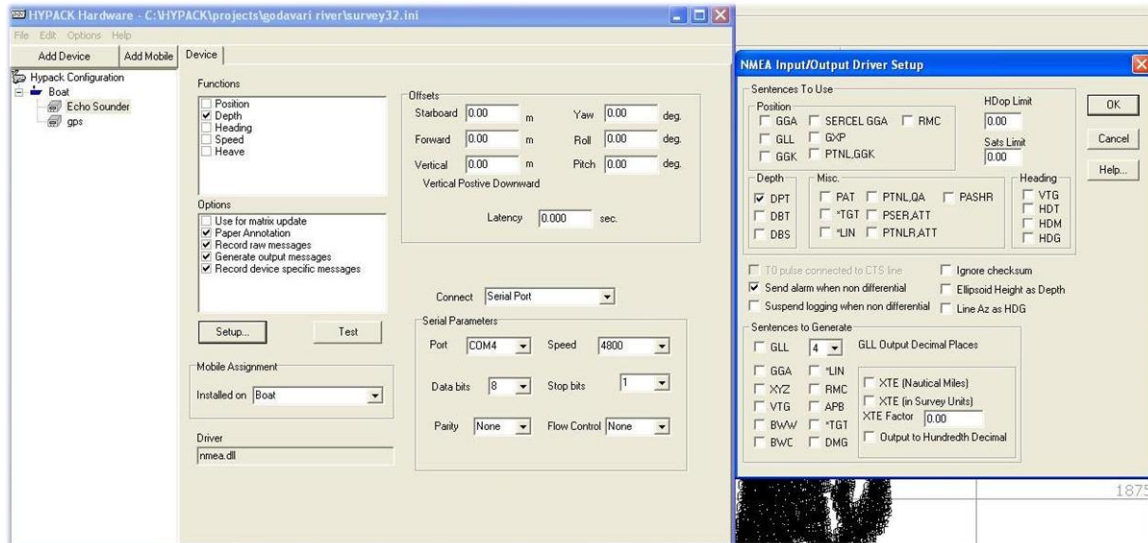 HYPACK Hardware - C:\HYPACK\projects\godavari river\survey32.ini
File Edit Options Help
Add Device Add Mobile Device
Hypack Configuration
Boat
Echo Sounder
gps
Functions
Position
Depth
Heading
Speed
Heave
Options
Use for matrix update
Paper Annotation
Record raw messages
Generate output messages
Record device specific messages
Setup... Test
Mobile Assignment
Installed on Boat
Driver
nmea.dll
Offsets
Starboard 0.00 m Yaw 0.00 deg.
Forward 0.00 m Roll 0.00 deg.
Vertical 0.00 m Pitch 0.00 deg.
Vertical Postive Downward
Latency 0.000 sec.
Connect Serial Port
Serial Parameters
Port COM4 Speed 4800
Data bits 8 Stop bits 1
Parity None Flow Control None
NMEA Input/Output Driver Setup
Sentences To Use
Position
GGA SERCEL GGA RMC
GLL GXP
GGK PTNL,GGK
HDop Limit
0.00
Sats Limit
0.00
OK
Cancel
Help...
Depth
DPT
DBT
DBS
Misc.
PAT PTNL,QA PASHR
*TGT PSER,ATT
*LIN PTNLR,ATT
Heading
VTG
HDT
HDM
HDG
TO pulse connected to CTS line
Send alarm when non differential
Suspend logging when non differential
Ignore checksum
Ellipsoid Height as Depth
Line Az as HDG
Sentences to Generate
GLL 4 GLL Output Decimal Places
GGA *LIN
XYZ RMC
VTG APB
BWW *TGT
BWC DMG
XTE (Nautical Miles)
XTE (in Survey Units)
XTE Factor 0.00
Output to Hundredth Decimal
1875